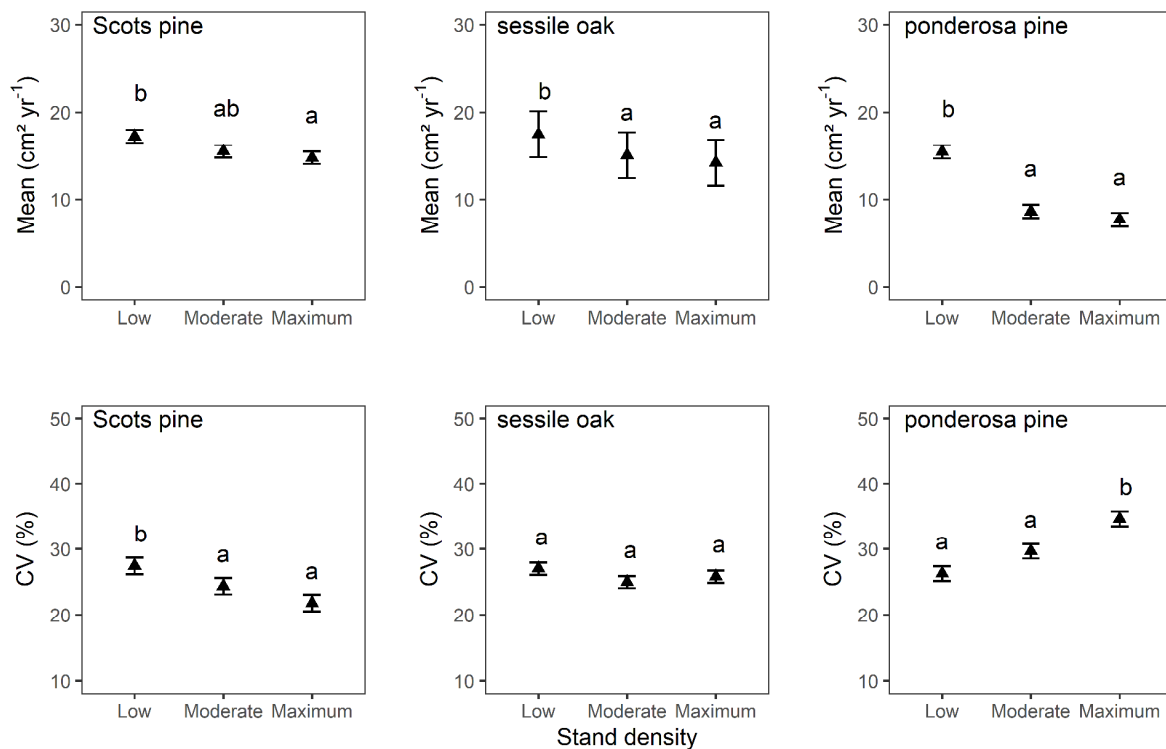 Scots pine
sessile oak
ponderosa pine
Mean (cm² yr⁻¹)
30
20
10
0
b
ab
a
Low Moderate Maximum
Mean (cm² yr⁻¹)
30
20
10
0
b
a
a
Low Moderate Maximum
Mean (cm² yr⁻¹)
30
20
10
0
b
a
a
Low Moderate Maximum
Scots pine
sessile oak
ponderosa pine
CV (%)
50
40
30
20
10
b
a
a
Low Moderate Maximum
CV (%)
50
40
30
20
10
a
a
a
Low Moderate Maximum
CV (%)
50
40
30
20
10
a
a
b
Low Moderate Maximum
Stand density